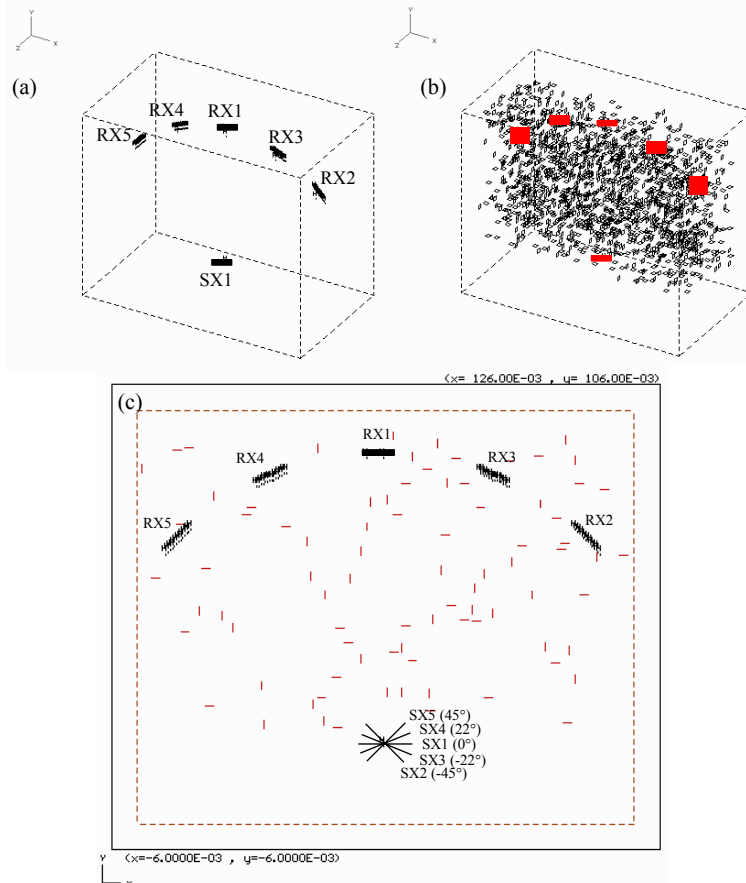 Y
Z
X
(a)
RX4
RX1
RX5
RX3
RX2
SX1
Y
Z
X
(b)
(x= 126.00E-03 , y= 106.00E-03)
(c)
RX1
RX4
RX3
RX5
RX2
SX5 (45°)
SX4 (22°)
SX1 (0°)
SX3 (-22°)
SX2 (-45°)
Y
(x=-6.0000E-03 , y=-6.0000E-03)
X